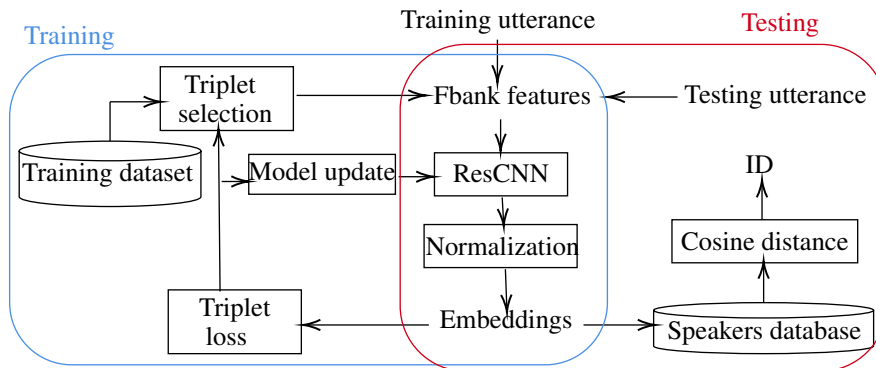 Training utterance
Training
Testing
Triplet
selection
Fbank features
Testing utterance
Training dataset
Model update
ResCNN
ID
Normalization
Cosine distance
Triplet
loss
Embeddings
Speakers database